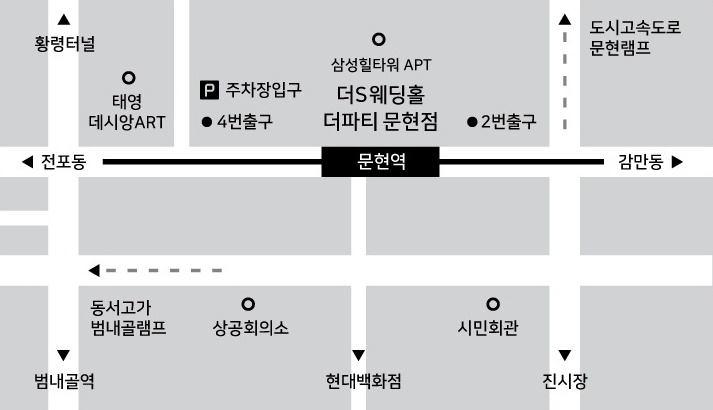 황령터널
도시고속도로
문현램프
삼성힐타워 APT
태영
데시앙ART
P 주차장입구
더S웨딩홀
더파티 문현점
4번출구
2번출구
전포동
문현역
감만동
동서고가
범내골램프
상공회의소
시민회관
범내골역
현대백화점
진시장